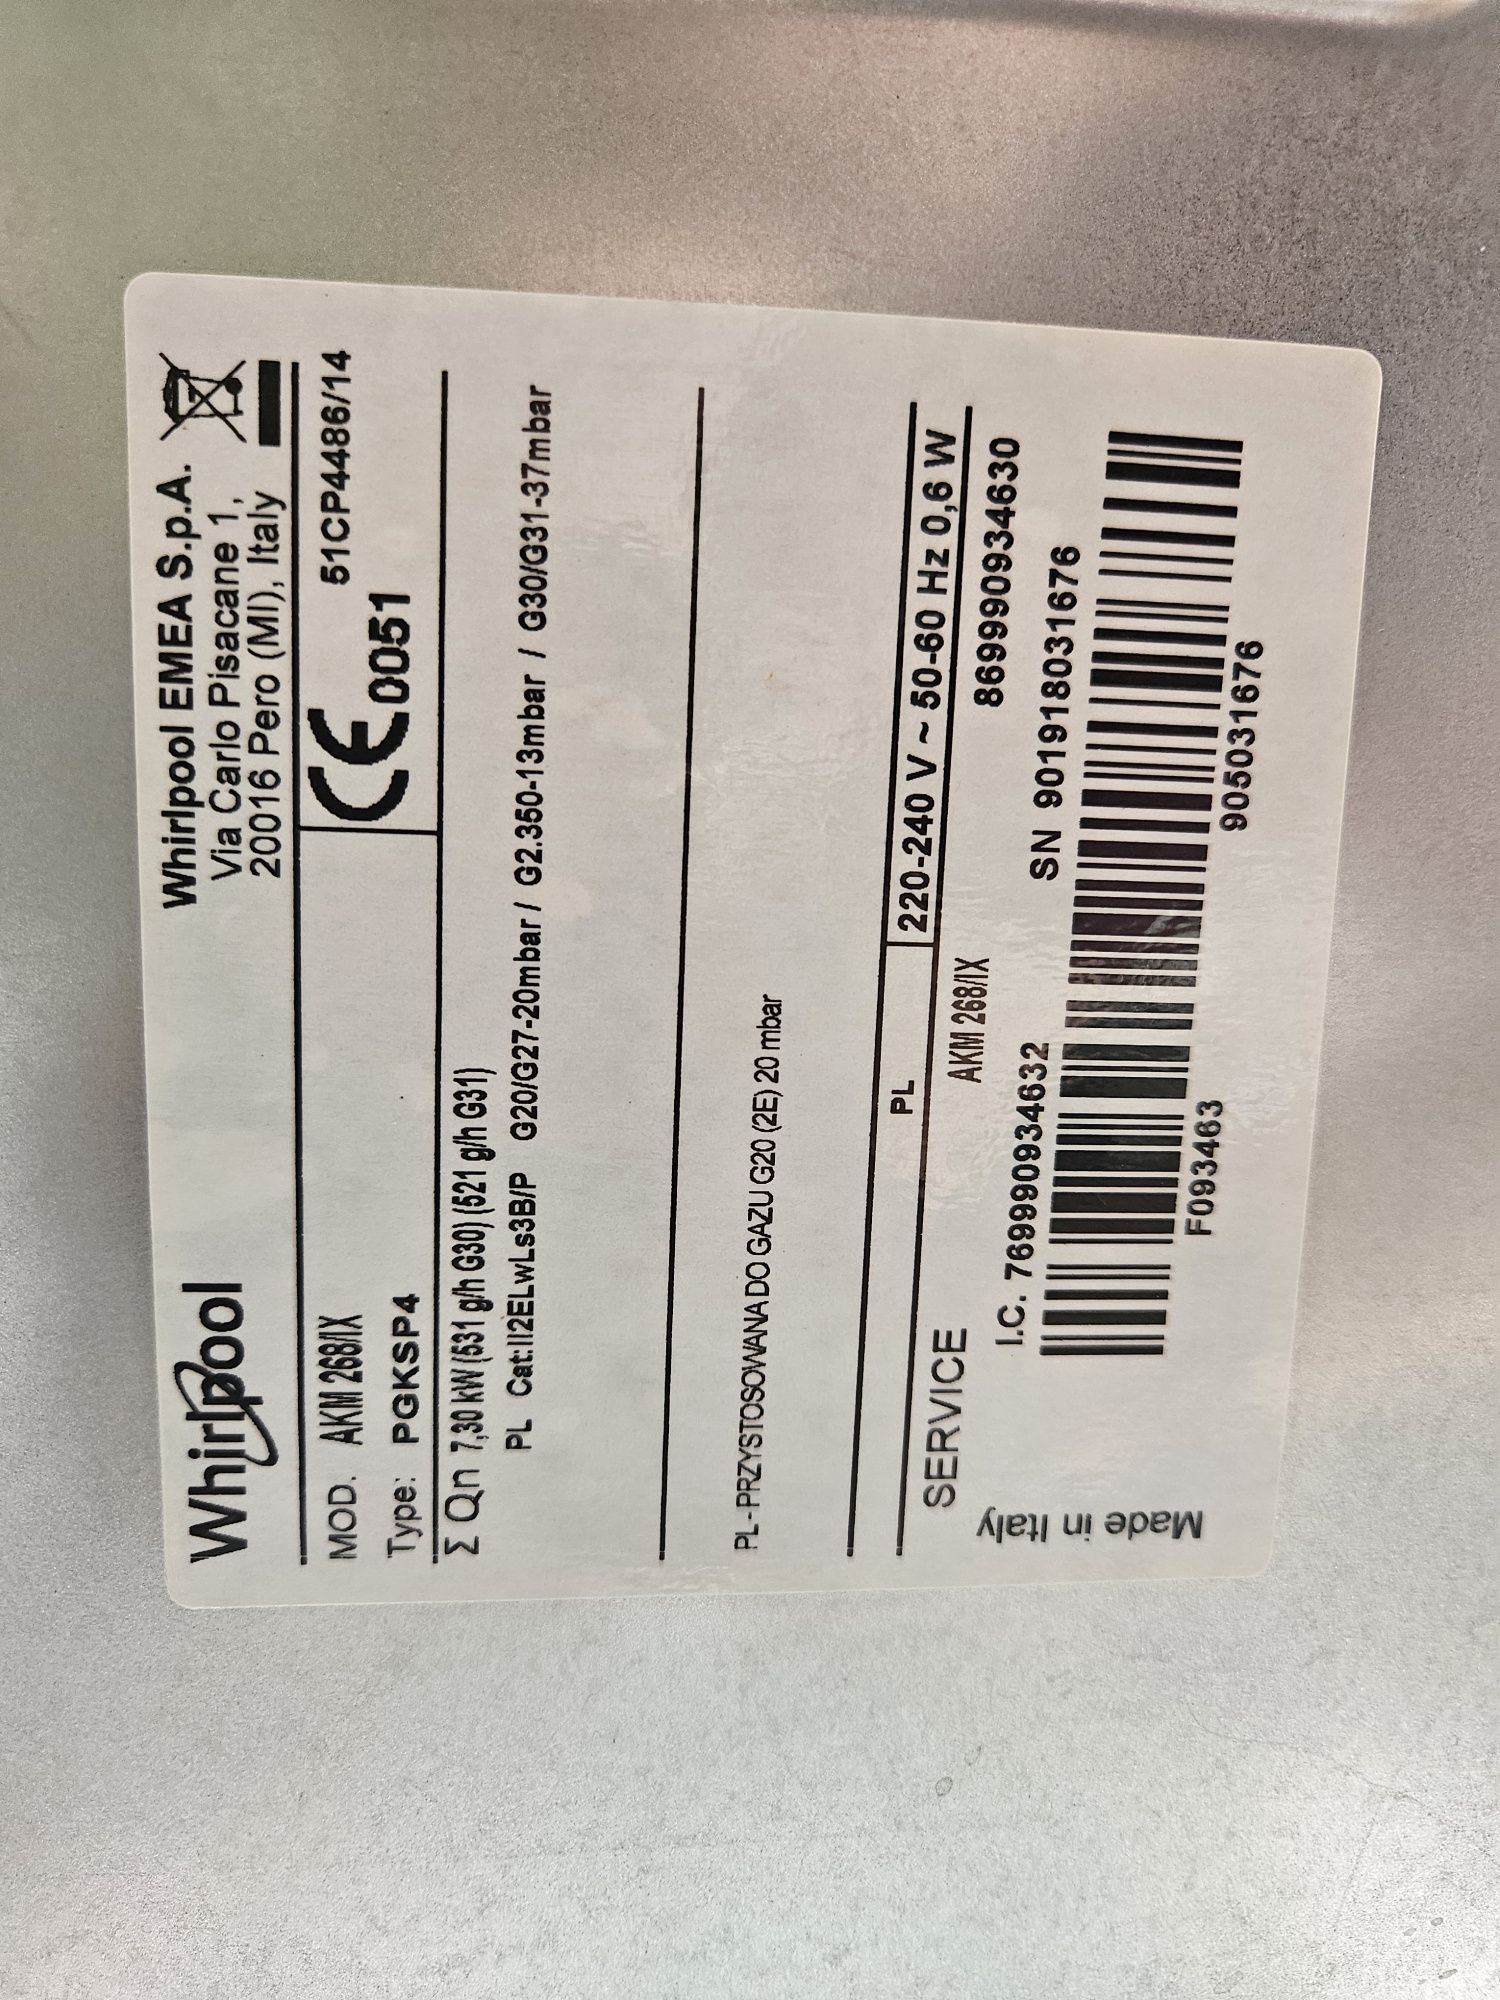 Whirlpool
Whirlpool EMEA S.p.A.
Via Carlo Pisacane 1,
20016 Pero (MI), Italy
MOD. AKM 268/IX
Type: PGKSP4
CE 0051
51CP4486/14
Σ Qn 7,30 kW (531 g/h G30) (521 g/h G31)
PL Cat:II2ELwLs3B/P G20/G27-20mbar / G2.350-13mbar / G30/G31-37mbar
PL - PRZYSTOSOWANA DO GAZU G20 (2E) 20 mbar
PL 220-240 V ~ 50-60 Hz 0,6 W
SERVICE AKM 268/IX 869990934630
I.C. 769990934632 SN 901918031676
F093463 905031676
Made in Italy